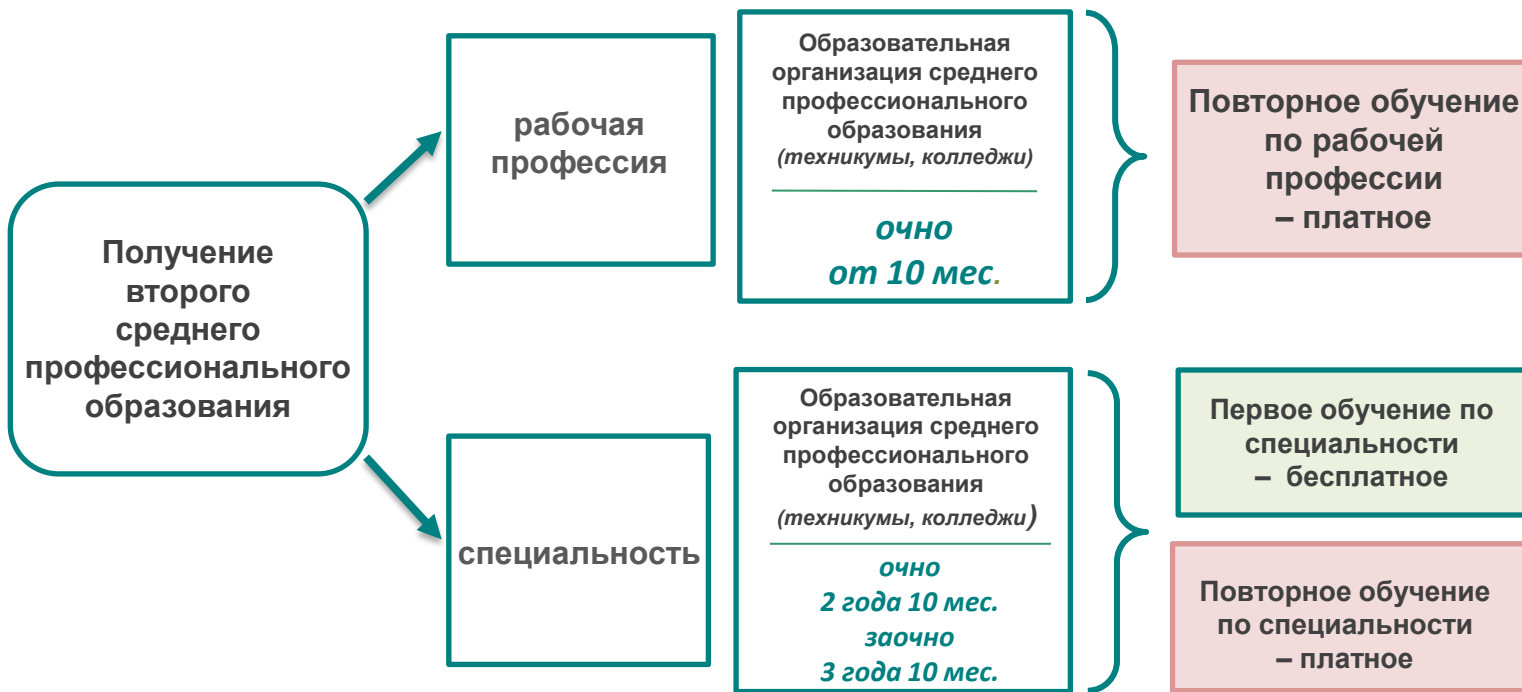 Получение
второго
среднего
профессионального
образования
рабочая
профессия
Образовательная
организация среднего
профессионального
образования
(техникумы, колледжи)
очно
от 10 мес.
Повторное обучение
по рабочей
профессии
– платное
специальность
Образовательная
организация среднего
профессионального
образования
(техникумы, колледжи)
очно
2 года 10 мес.
заочно
3 года 10 мес.
Первое обучение по
специальности
– бесплатное
Повторное обучение
по специальности
– платное